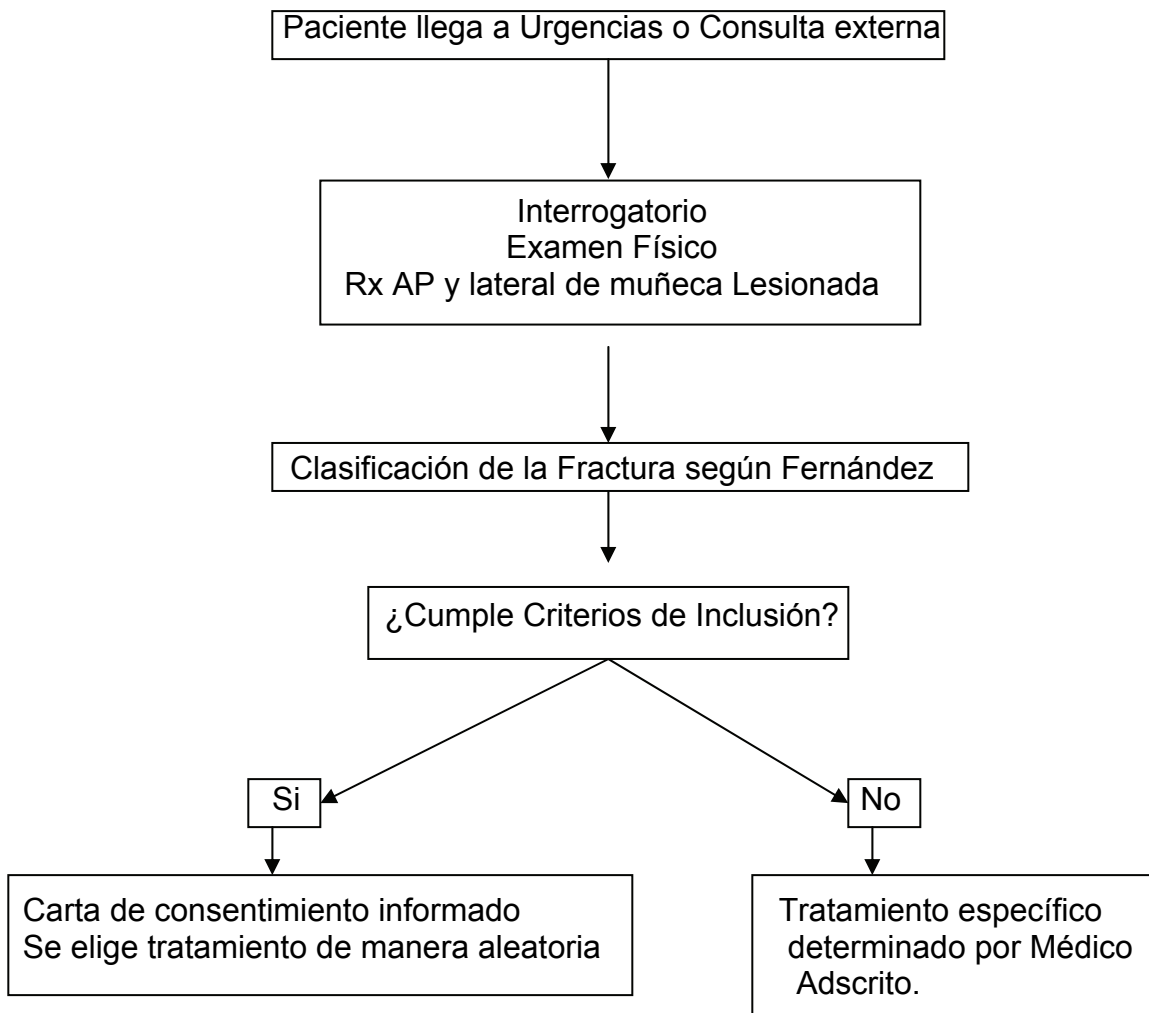 Paciente llega a Urgencias o Consulta externa
Interrogatorio
Examen Físico
Rx AP y lateral de muñeca Lesionada
Clasificación de la Fractura según Fernández
¿Cumple Criterios de Inclusión?
Si
No
Carta de consentimiento informado
Se elige tratamiento de manera aleatoria
Tratamiento específico
determinado por Médico
Adscrito.